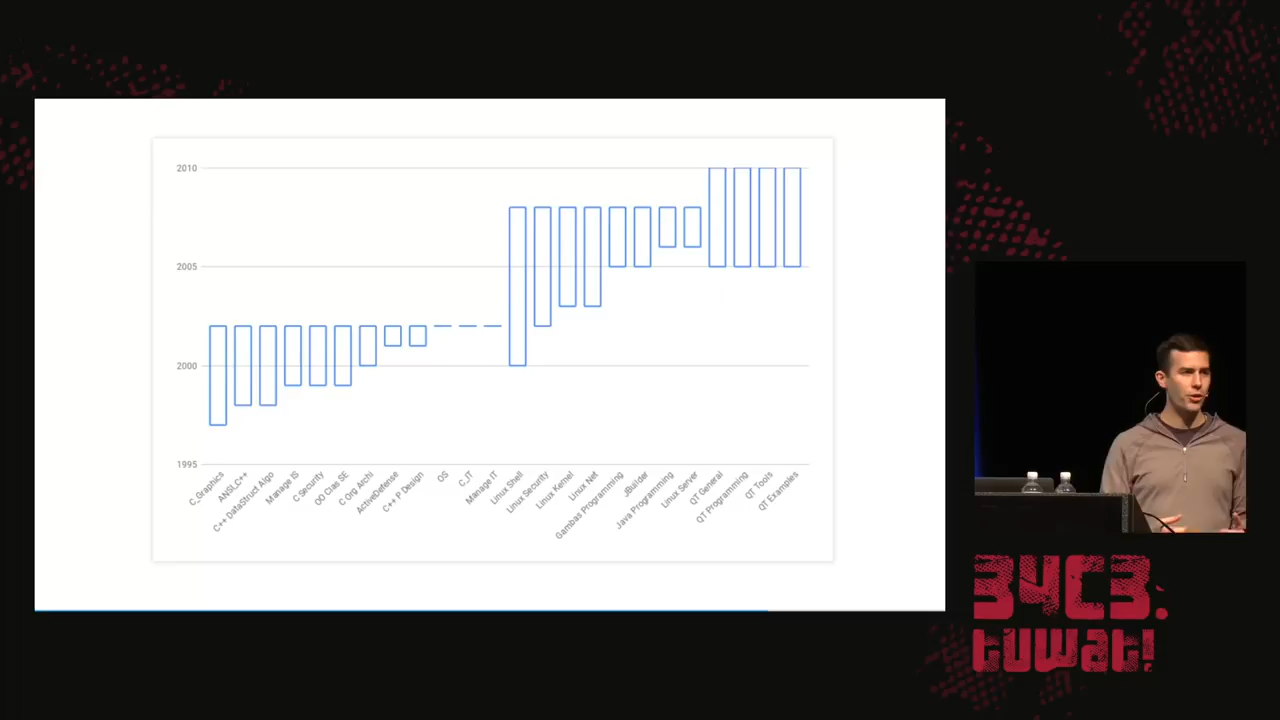 2010
2005
2000
1995
C_Graphics
ANSI_C++
C++ DataStruct Algo
Manage IS
C Security
OO Clas SE
C Org Archi
ActiveDefense
C++ P Design
OS
C_IT
Manage IT
Linux Shell
Linux Security
Linux Kernel
Linux Net
Gambas Programming
JBuilder
Java Programming
Linux Server
QT General
QT Programming
QT Tools
QT Examples
34C3.
tuwat!